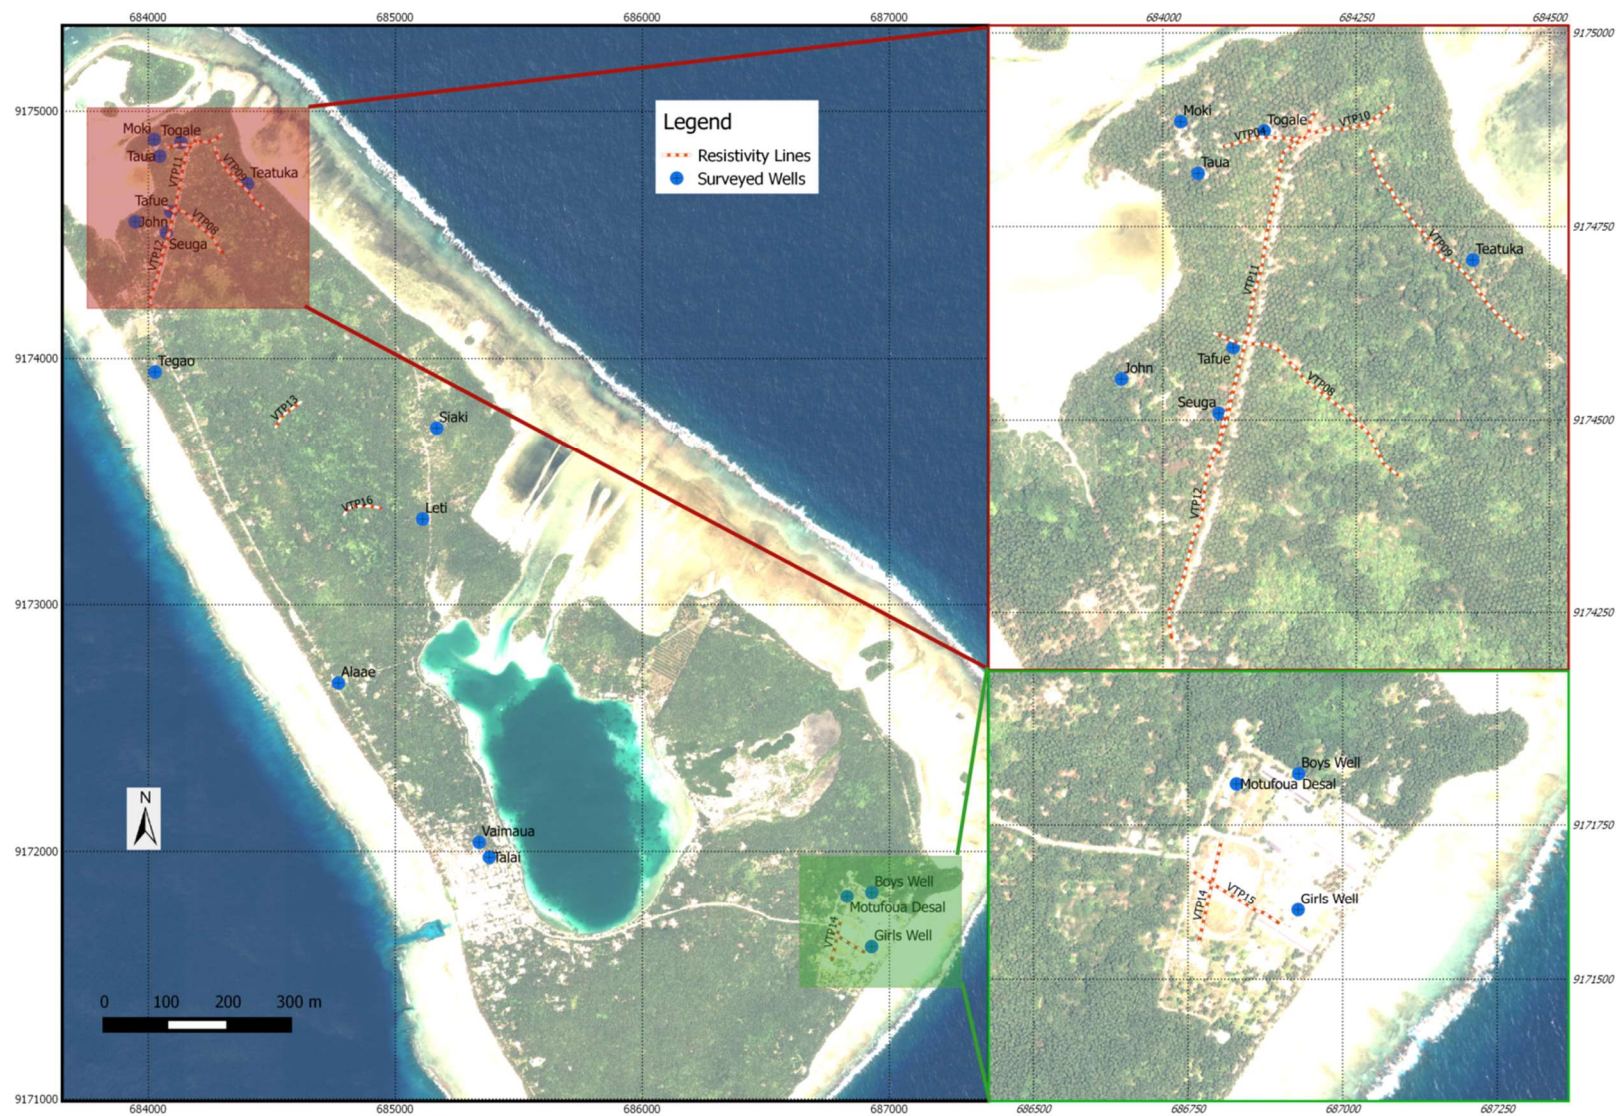 684000
685000
686000
687000
9175000
9174000
9173000
9172000
9171000
Moki
Togale
Taua
VTP11
VTP09
Teatuka
Tafue
John
VTP08
Seuga
VTP12
Tegao
VTP13
Siaki
VTP16
Leti
Alaae
Vaimaua
Talai
Boys Well
Motufoua Desal
VTP14
Girls Well
Legend
Resistivity Lines
Surveyed Wells
N
0 100 200 300 m
684000
685000
686000
687000
684000
684250
684500
9175000
9174750
9174500
9174250
Moki
Togale
VTP04
VTP10
Taua
VTP11
VTP09
Teatuka
Tafue
John
VTP08
Seuga
VTP12
Boys Well
Motufoua Desal
VTP14
VTP15
Girls Well
9171750
9171500
686500
686750
687000
687250